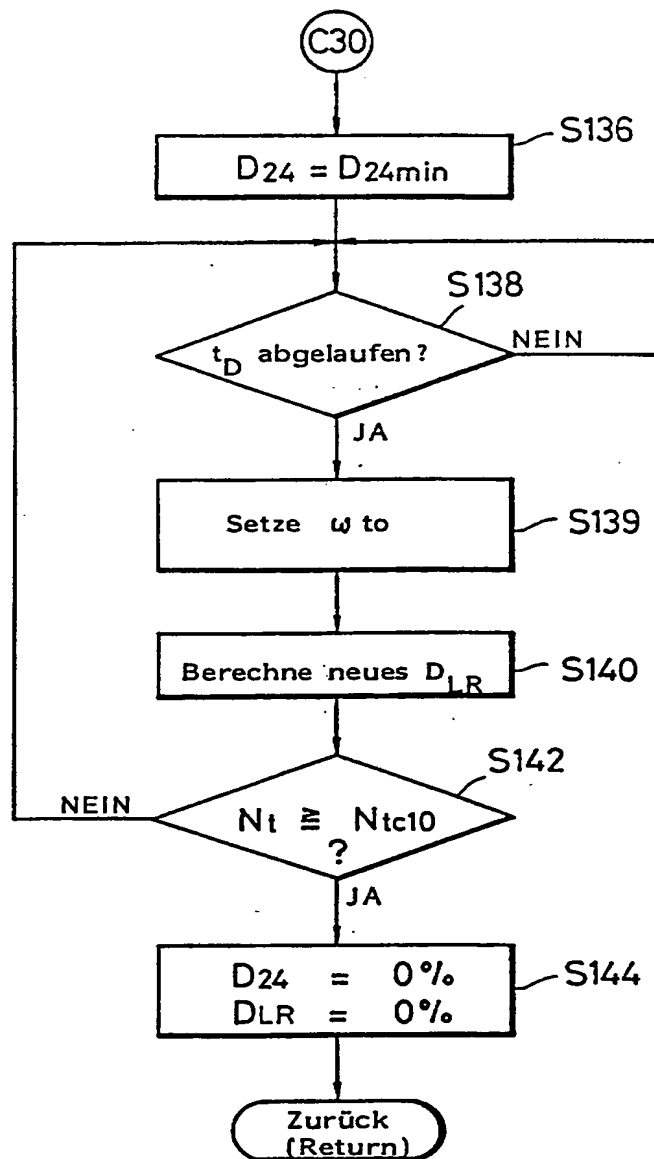 C30
S136
D24 = D24min
S138
tD abgelaufen?
NEIN
JA
Setze ωto
S139
Berechne neues DLR
S140
S142
NEIN
Nt ≧ Ntc10
?
JA
D24 = 0%
DLR = 0%
S144
Zurück
(Return)